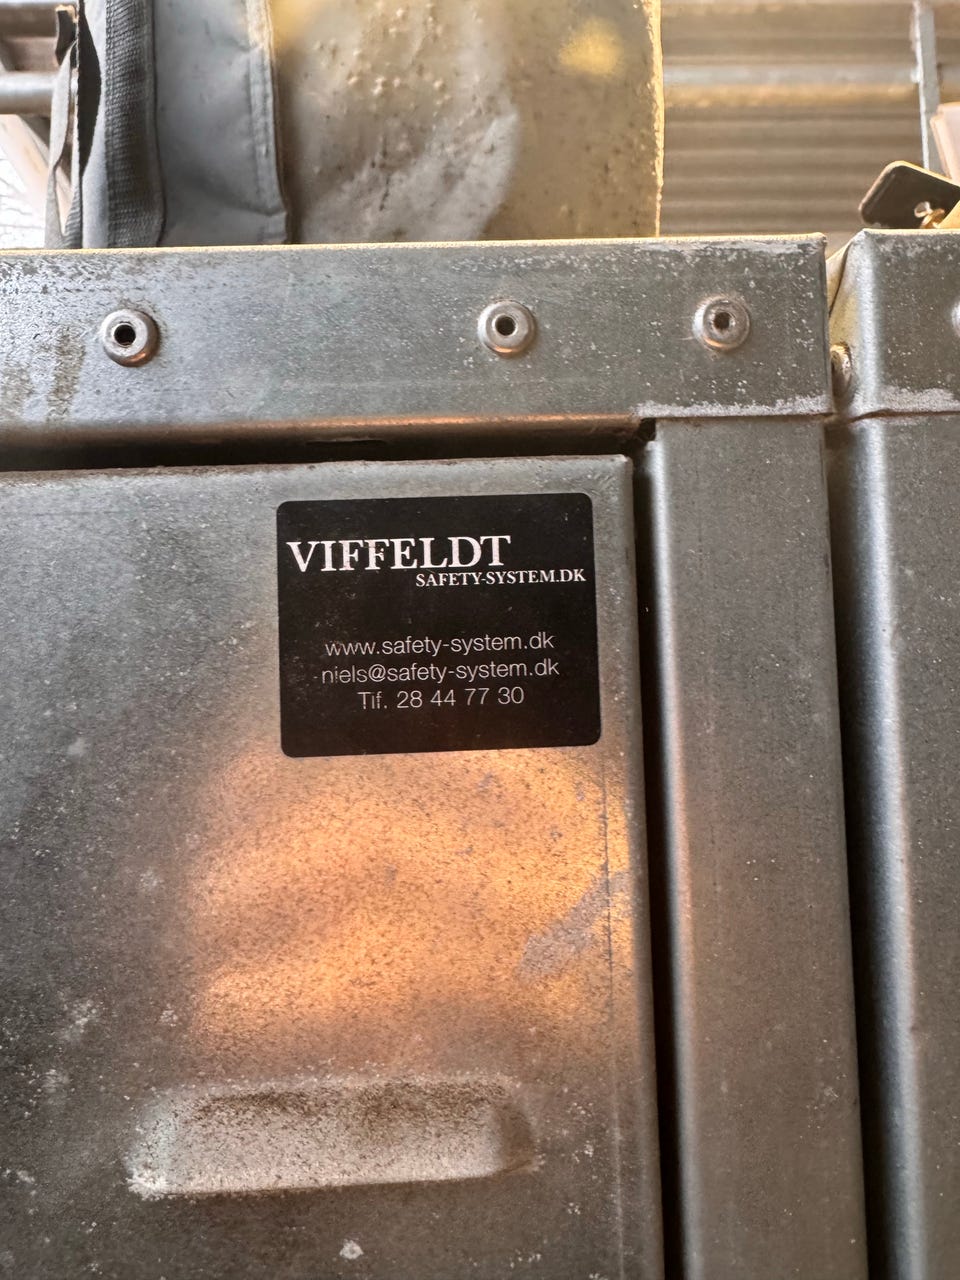 VIFFELDT
SAFETY-SYSTEM.DK
www.safety-system.dk
niels@safety-system.dk
Tlf. 28 44 77 30